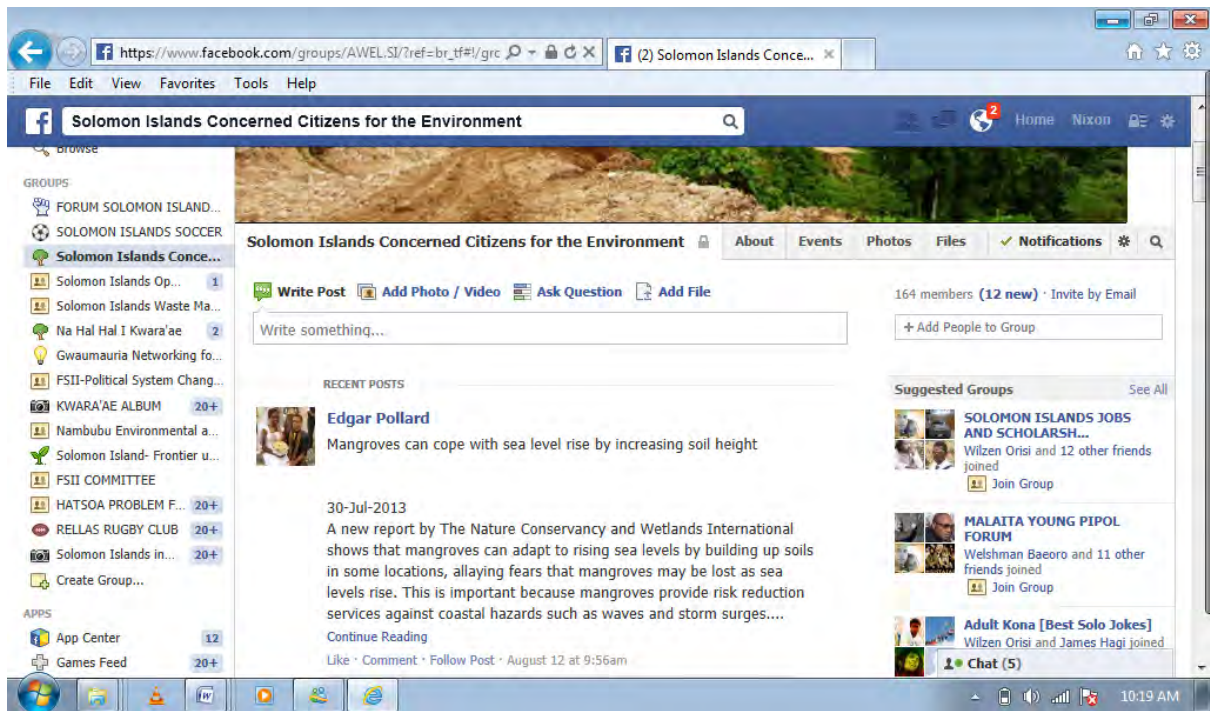 https://www.facebook.com/groups/AWEL.SI/?ref=br_tf#!/grc
(2) Solomon Islands Conce...
File Edit View Favorites Tools Help
Solomon Islands Concerned Citizens for the Environment
2
Home Nixon
Browse
GROUPS
FORUM SOLOMON ISLAND...
SOLOMON ISLANDS SOCCER
Solomon Islands Conce...
Solomon Islands Op... 1
Solomon Islands Waste Ma...
Na Hal Hal I Kwara'ae 2
Gwaumauria Networking fo...
FSII-Political System Chang...
KWARA'AE ALBUM 20+
Nambubu Environmental a...
Solomon Island- Frontier u...
FSII COMMITTEE
HATSOA PROBLEM F... 20+
RELLAS RUGBY CLUB 20+
Solomon Islands in... 20+
Create Group...
APPS
App Center 12
Games Feed 20+
Solomon Islands Concerned Citizens for the Environment
About Events Photos Files Notifications
Write Post Add Photo / Video Ask Question Add File
Write something...
RECENT POSTS
Edgar Pollard
Mangroves can cope with sea level rise by increasing soil height
30-Jul-2013
A new report by The Nature Conservancy and Wetlands International
shows that mangroves can adapt to rising sea levels by building up soils
in some locations, allaying fears that mangroves may be lost as sea
levels rise. This is important because mangroves provide risk reduction
services against coastal hazards such as waves and storm surges....
Continue Reading
Like · Comment · Follow Post · August 12 at 9:56am
164 members (12 new) · Invite by Email
+ Add People to Group
Suggested Groups See All
SOLOMON ISLANDS JOBS
AND SCHOLARSH...
Wilzen Orisi and 12 other friends
joined
Join Group
MALAITA YOUNG PIPOL
FORUM
Welshman Baeoro and 11 other
friends joined
Join Group
Adult Kona [Best Solo Jokes]
Wilzen Orisi and James Hagi joined
Chat (5)
10:19 AM